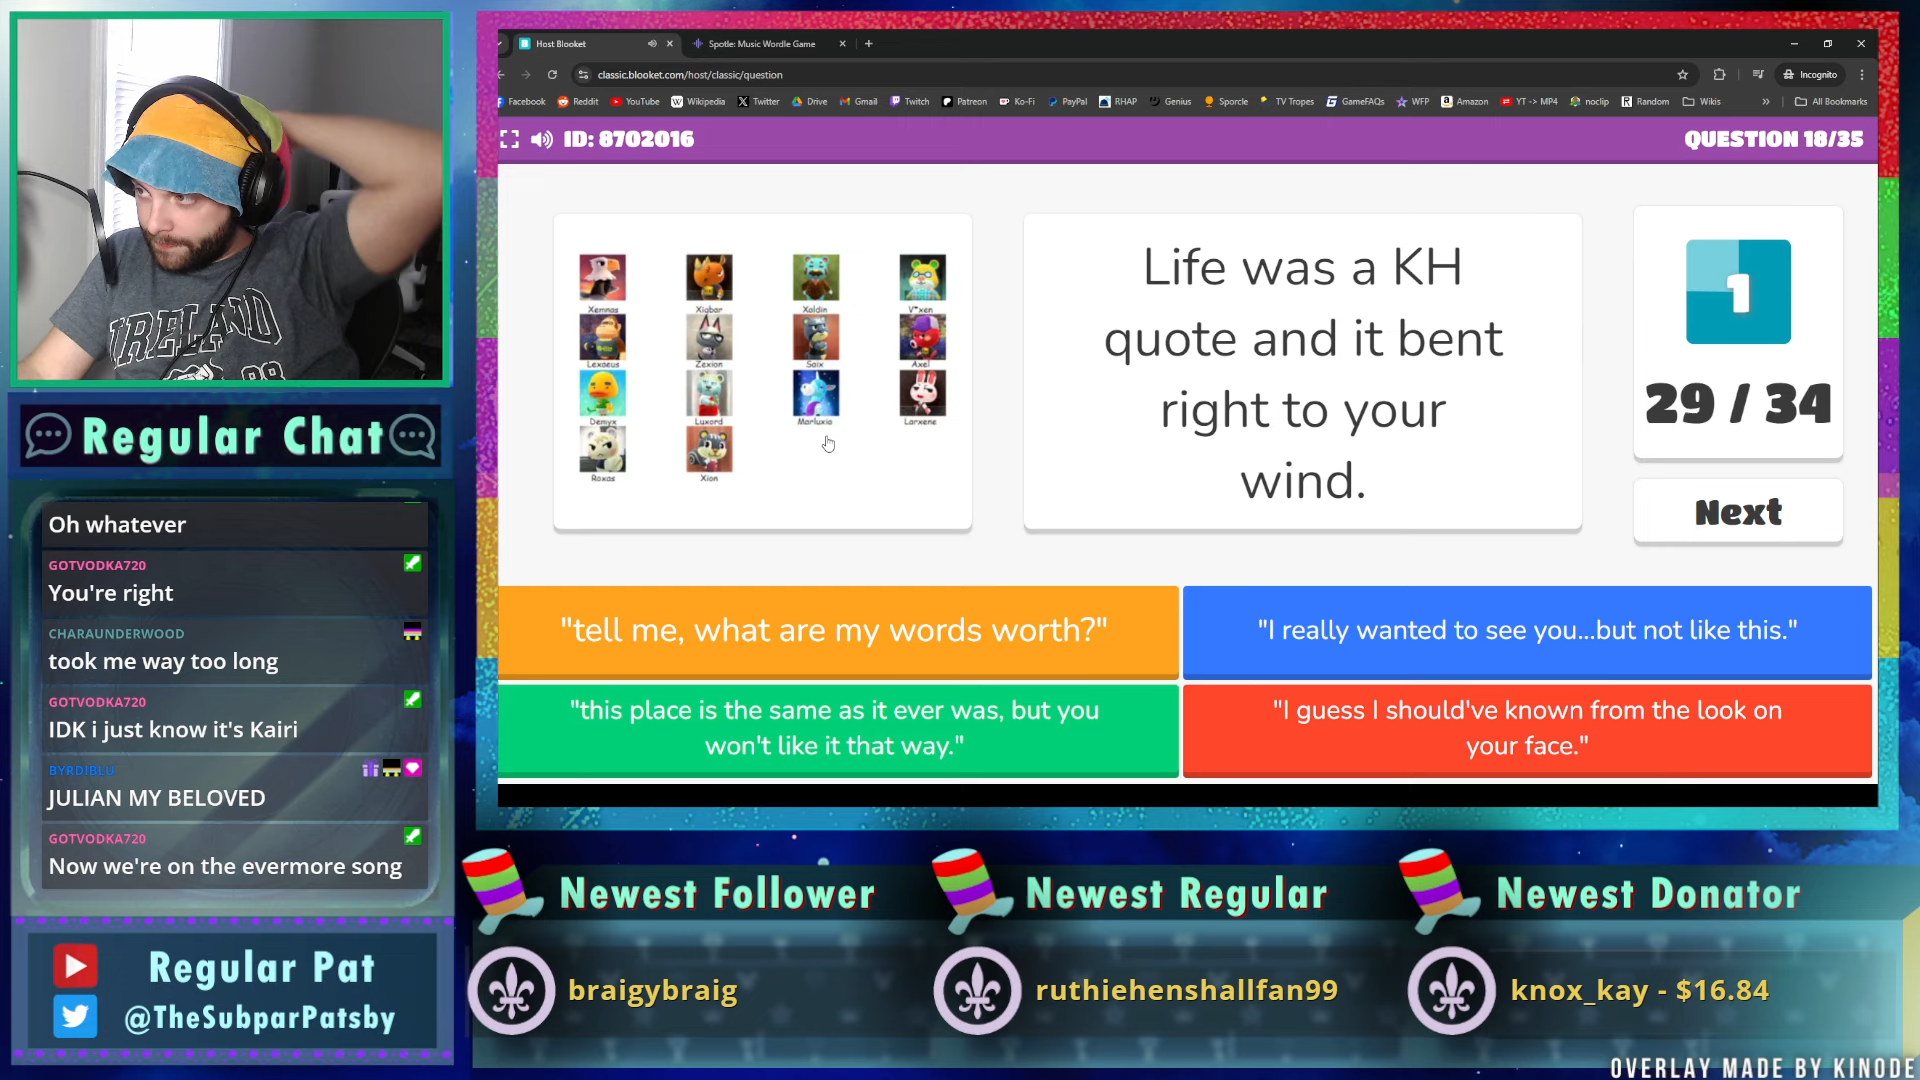 Host Blooket
Spotle: Music Wordle Game
classic.blooket.com/host/classic/question
Incognito
Facebook
Reddit
YouTube
Wikipedia
Twitter
Drive
Gmail
Twitch
Patreon
Ko-Fi
PayPal
RHAP
Genius
Sporcle
TV Tropes
GameFAQs
WFP
Amazon
YT -> MP4
noclip
Random
Wikis
All Bookmarks
ID: 8702016
QUESTION 18/35
Xemnas
Xigbar
Xaldin
V*xen
Lexaeus
Zexion
Saix
Axel
Demyx
Luxord
Marluxia
Larxene
Roxas
Xion
Life was a KH
quote and it bent
right to your
wind.
1
29 / 34
Next
"tell me, what are my words worth?"
"I really wanted to see you...but not like this."
"this place is the same as it ever was, but you
won't like it that way."
"I guess I should've known from the look on
your face."
IRELAND
88
Regular Chat
Oh whatever
GOTVODKA720
You're right
CHARAUNDERWOOD
took me way too long
GOTVODKA720
IDK i just know it's Kairi
BYRDIBLU
JULIAN MY BELOVED
GOTVODKA720
Now we're on the evermore song
Regular Pat
@TheSubparPatsby
Newest Follower
braigybraig
Newest Regular
ruthiehenshallfan99
Newest Donator
knox_kay - $16.84
OVERLAY MADE BY KINODE